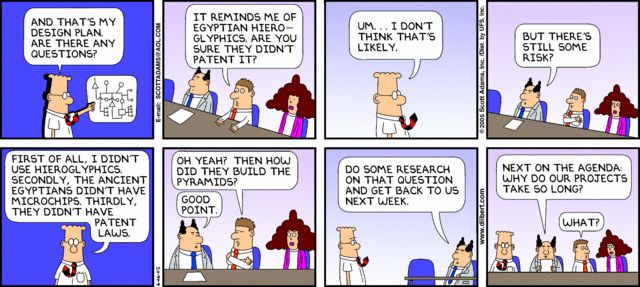 AND THAT'S MY
DESIGN PLAN.
ARE THERE ANY
QUESTIONS?
E-mail: SCOTTADAMS@AOL.COM
IT REMINDS ME OF
EGYPTIAN HIERO-
GLYPHICS. ARE YOU
SURE THEY DIDN'T
PATENT IT?
UM... I DON'T
THINK THAT'S
LIKELY.
© 2005 Scott Adams, Inc./Dist. by UFS, Inc.
BUT THERE'S
STILL SOME
RISK?
FIRST OF ALL, I DIDN'T
USE HIEROGLYPHICS.
SECONDLY, THE ANCIENT
EGYPTIANS DIDN'T HAVE
MICROCHIPS. THIRDLY,
THEY DIDN'T HAVE
PATENT
LAWS.
OH YEAH? THEN HOW
DID THEY BUILD THE
PYRAMIDS?
GOOD
POINT.
DO SOME RESEARCH
ON THAT QUESTION
AND GET BACK TO US
NEXT WEEK.
www.dilbert.com
NEXT ON THE AGENDA:
WHY DO OUR PROJECTS
TAKE SO LONG?
WHAT?